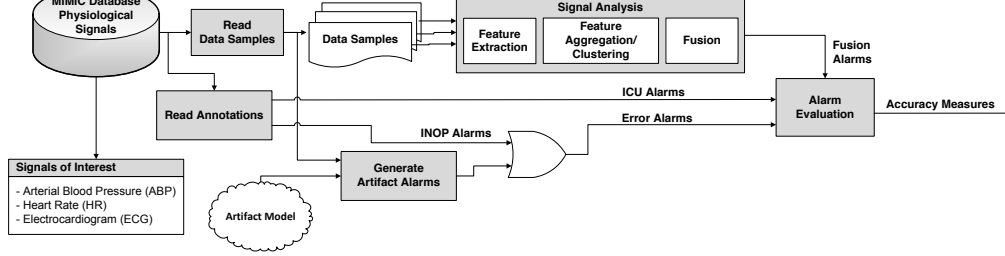 MIMIC Database
Physiological
Signals
Read
Data Samples
Data Samples
Signal Analysis
Feature
Extraction
Feature
Aggregation/
Clustering
Fusion
Fusion
Alarms
Read Annotations
ICU Alarms
Alarm
Evaluation
Accuracy Measures
INOP Alarms
Error Alarms
Generate
Artifact Alarms
Artifact Model
Signals of Interest
- Arterial Blood Pressure (ABP)
- Heart Rate (HR)
- Electrocardiogram (ECG)